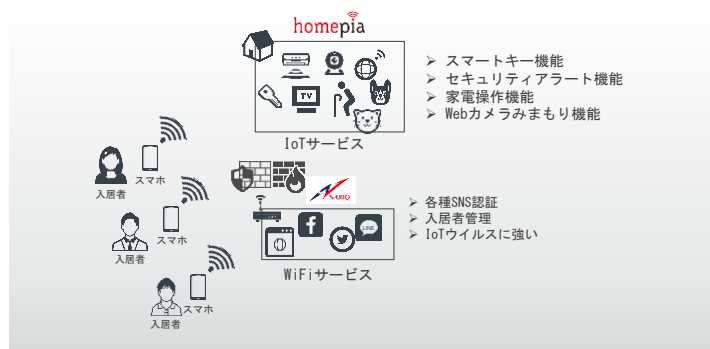 homepia
TV
IoTサービス
スマートキー機能
セキュリティアラート機能
家電操作機能
Webカメラみまもり機能
スマホ
入居者
スマホ
入居者
スマホ
入居者
NABIQ
LINE
WiFiサービス
各種SNS認証
入居者管理
IoTウイルスに強い